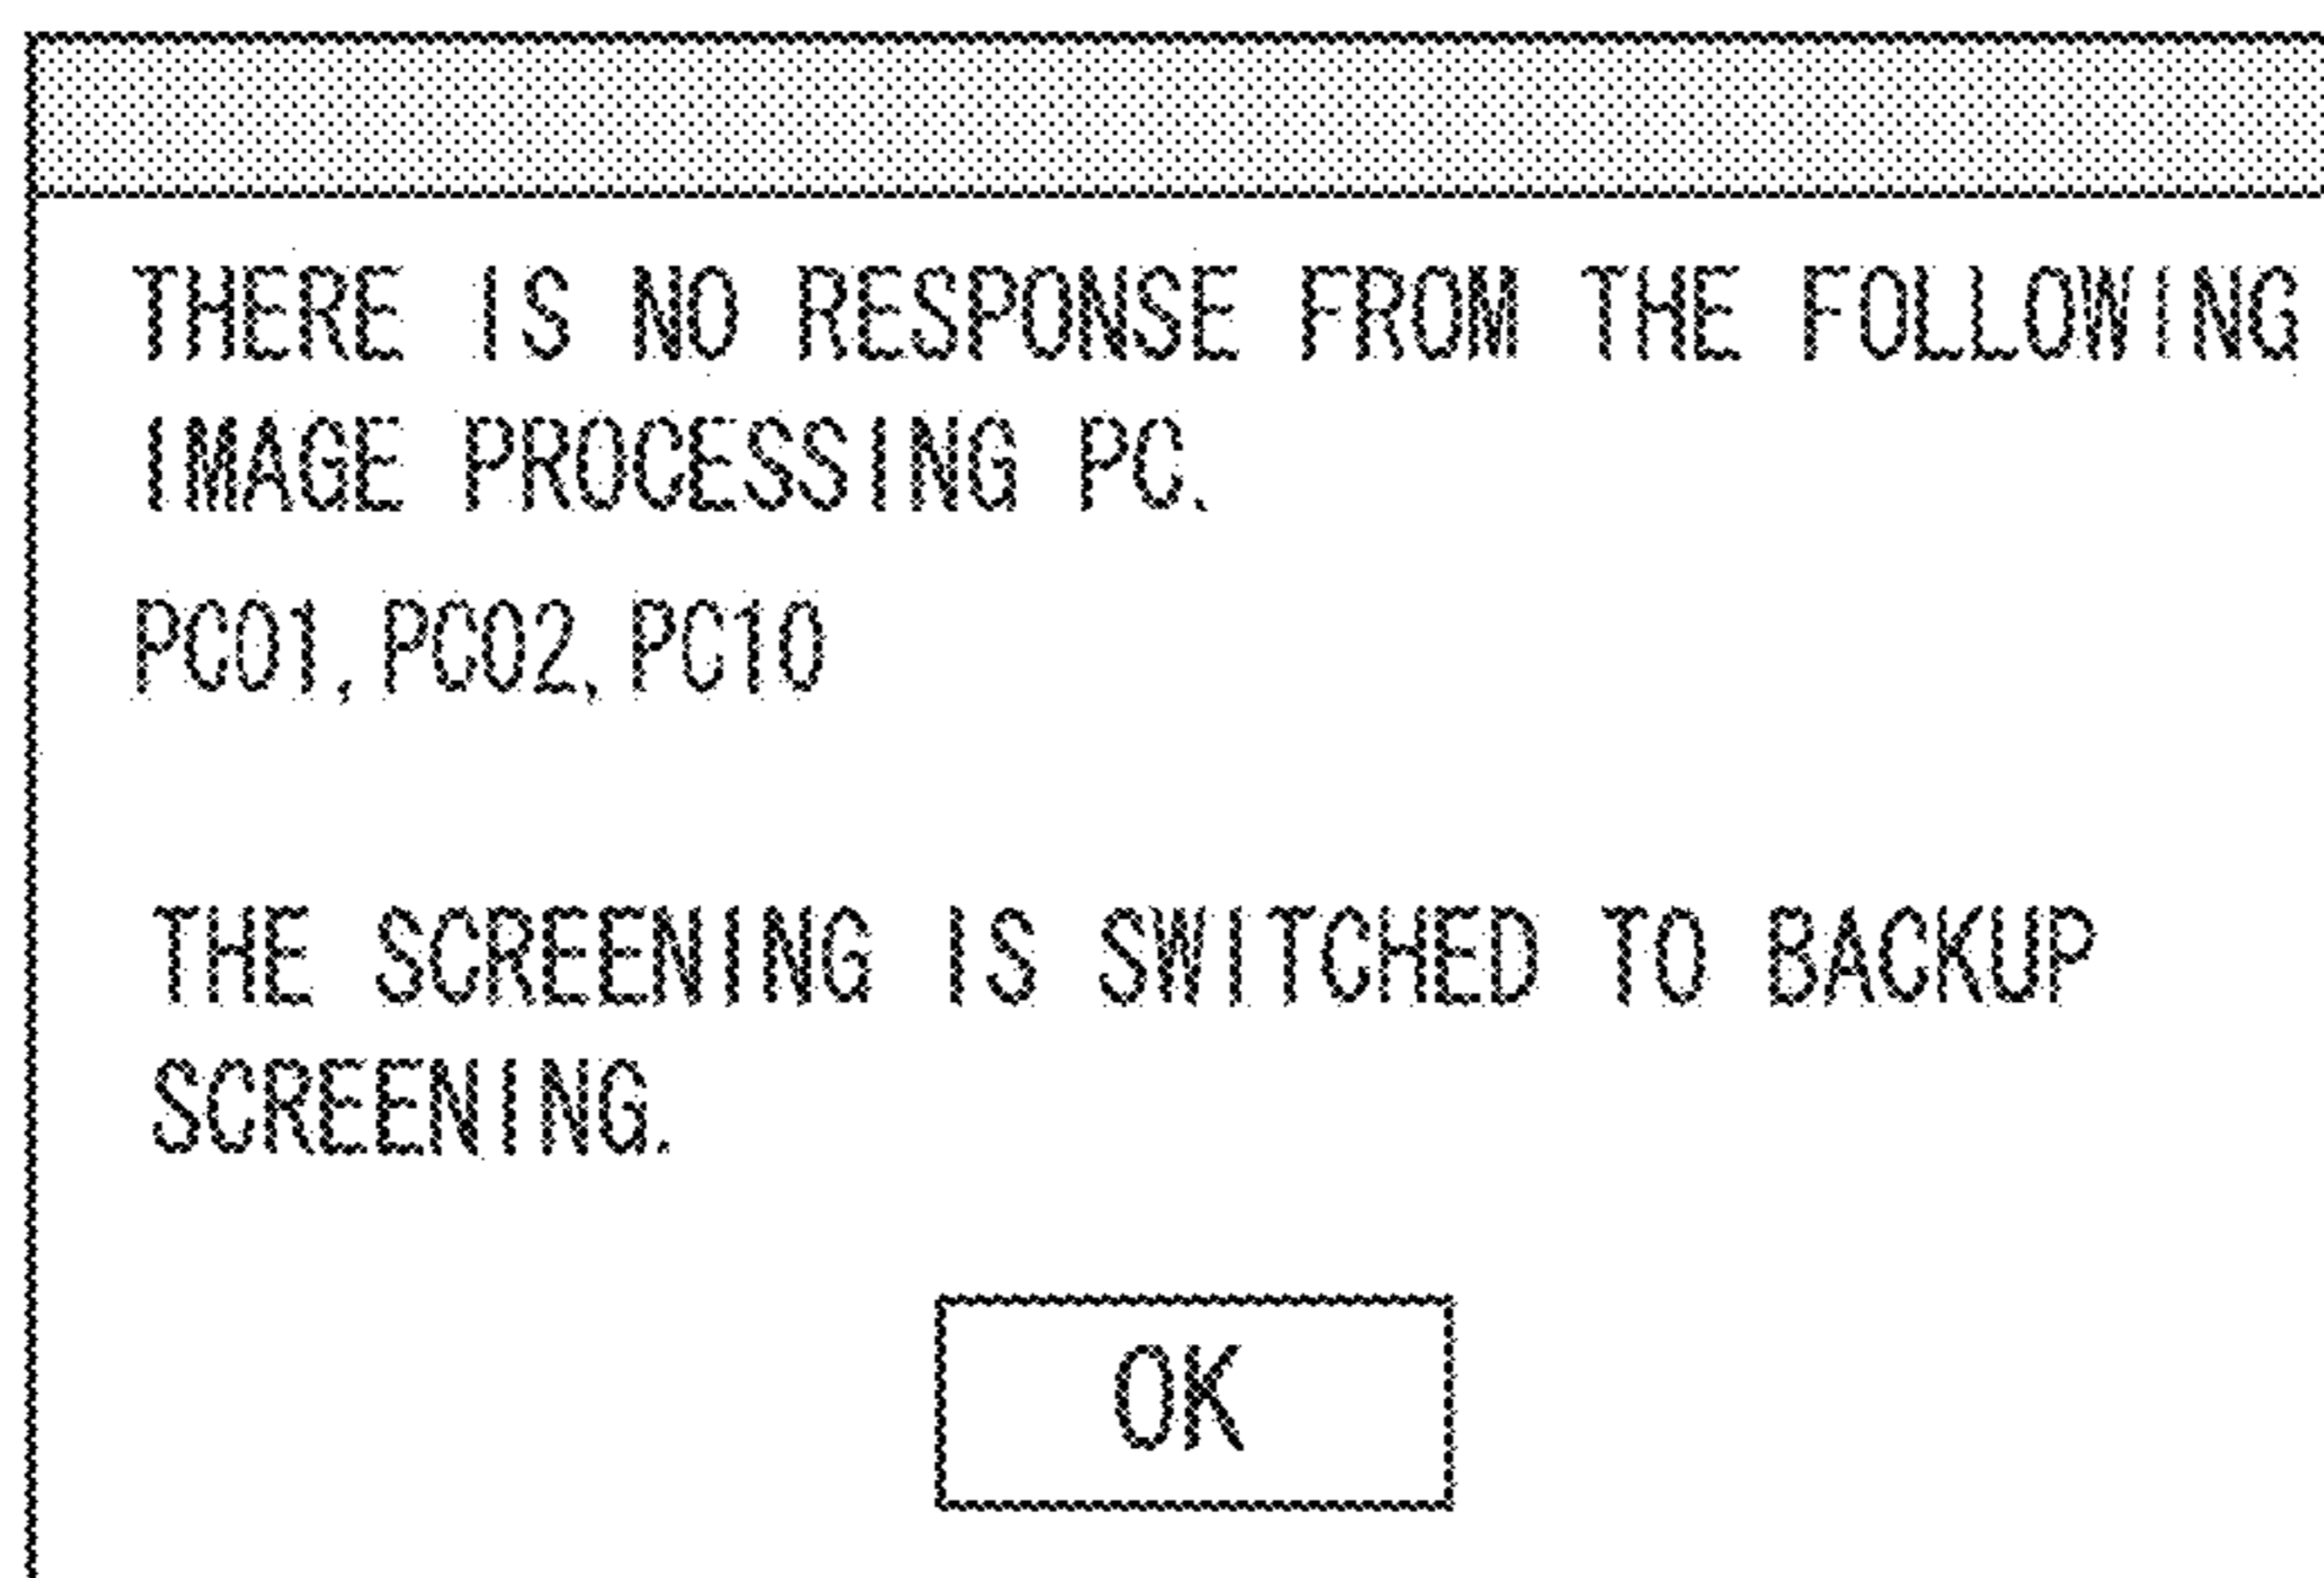 THERE IS NO RESPONSE FROM THE FOLLOWING
IMAGE PROCESSING PC.
PC01, PC02, PC10
THE SCREENING IS SWITCHED TO BACKUP
SCREENING.
OK